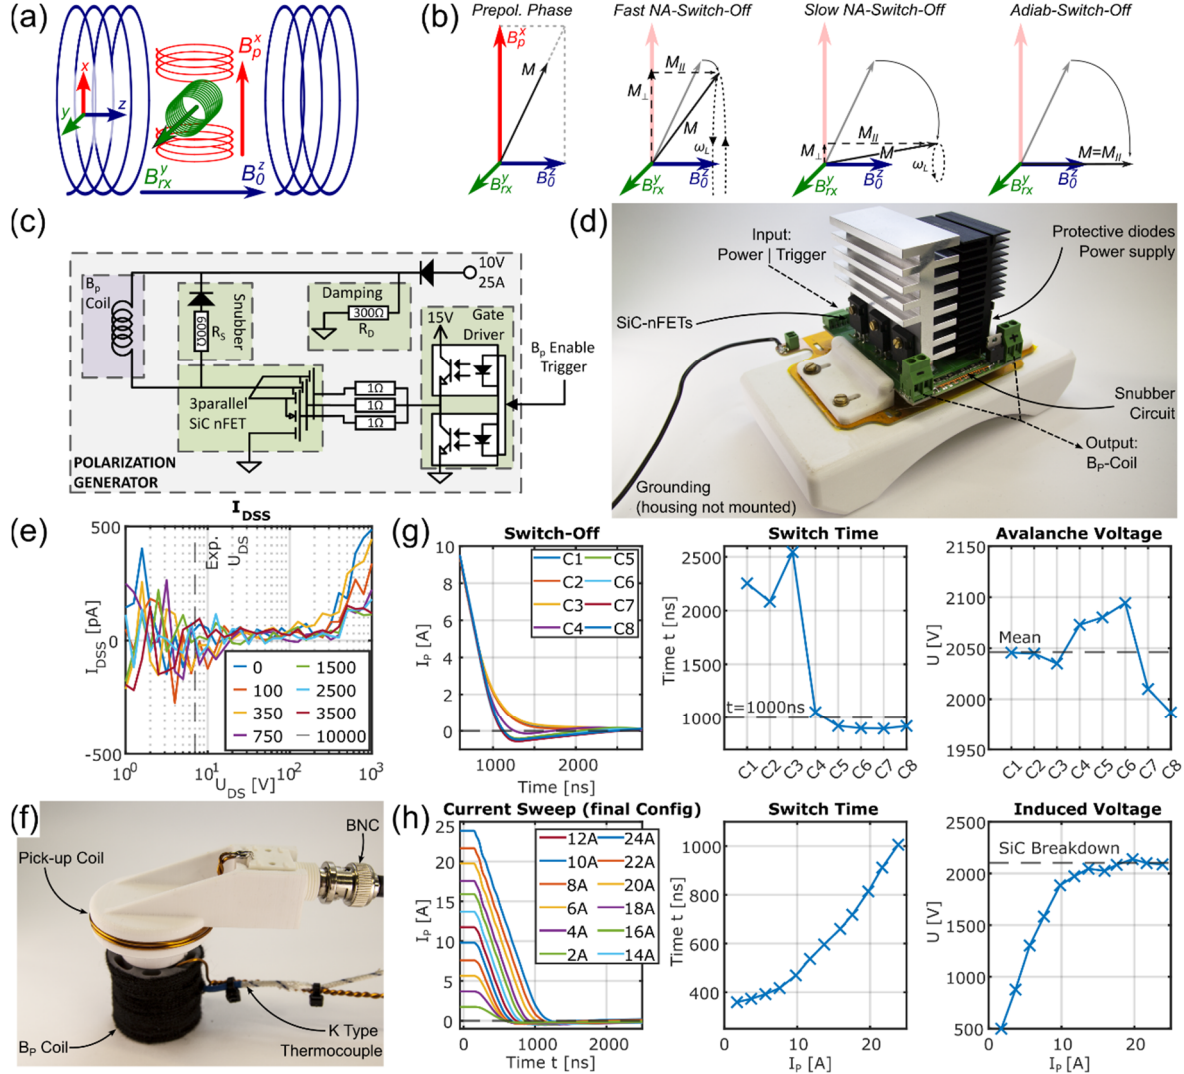 (a)
x
y
z
B_p^x
B_rx^y
B_0^z
(b)
Prepol. Phase
Fast NA-Switch-Off
Slow NA-Switch-Off
Adiab-Switch-Off
B_p^x
M
B_rx^y
B_0^z
M_||
M_⊥
M
ω_L
B_rx^y
B_0^z
M_||
M_⊥
M
ω_L
B_rx^y
B_0^z
M=M_||
B_rx^y
B_0^z
(c)
B_p
Coil
Snubber
600Ω
R_S
Damping
300Ω
R_D
10V
25A
15V
Gate
Driver
B_p Enable
Trigger
3parallel
SiC nFET
1Ω
1Ω
1Ω
POLARIZATION
GENERATOR
(d)
Input:
Power | Trigger
Protective diodes
Power supply
SiC-nFETs
Snubber
Circuit
Output:
B_P-Coil
Grounding
(housing not mounted)
(e)
I_DSS
I_DSS [pA]
500
0
-500
Exp.
U_DS
0
100
350
750
1500
2500
3500
10000
10^0
10^1
10^2
10^3
U_DS [V]
(f)
Pick-up Coil
BNC
B_P Coil
K Type
Thermocouple
(g)
Switch-Off
I_P [A]
10
8
6
4
2
0
C1
C2
C3
C4
C5
C6
C7
C8
1000
2000
Time [ns]
Switch Time
Time t [ns]
2500
2000
1500
1000
t=1000ns
C1
C2
C3
C4
C5
C6
C7
C8
Avalanche Voltage
U [V]
2150
2100
2050
2000
1950
Mean
C1
C2
C3
C4
C5
C6
C7
C8
(h)
Current Sweep (final Config)
I_P [A]
25
20
15
10
5
0
12A
10A
8A
6A
4A
2A
24A
22A
20A
18A
16A
14A
0
1000
2000
Time t [ns]
Switch Time
Time t [ns]
1000
800
600
400
0
10
20
I_P [A]
Induced Voltage
U [V]
2500
2000
1500
1000
500
SiC Breakdown
0
10
20
I_P [A]